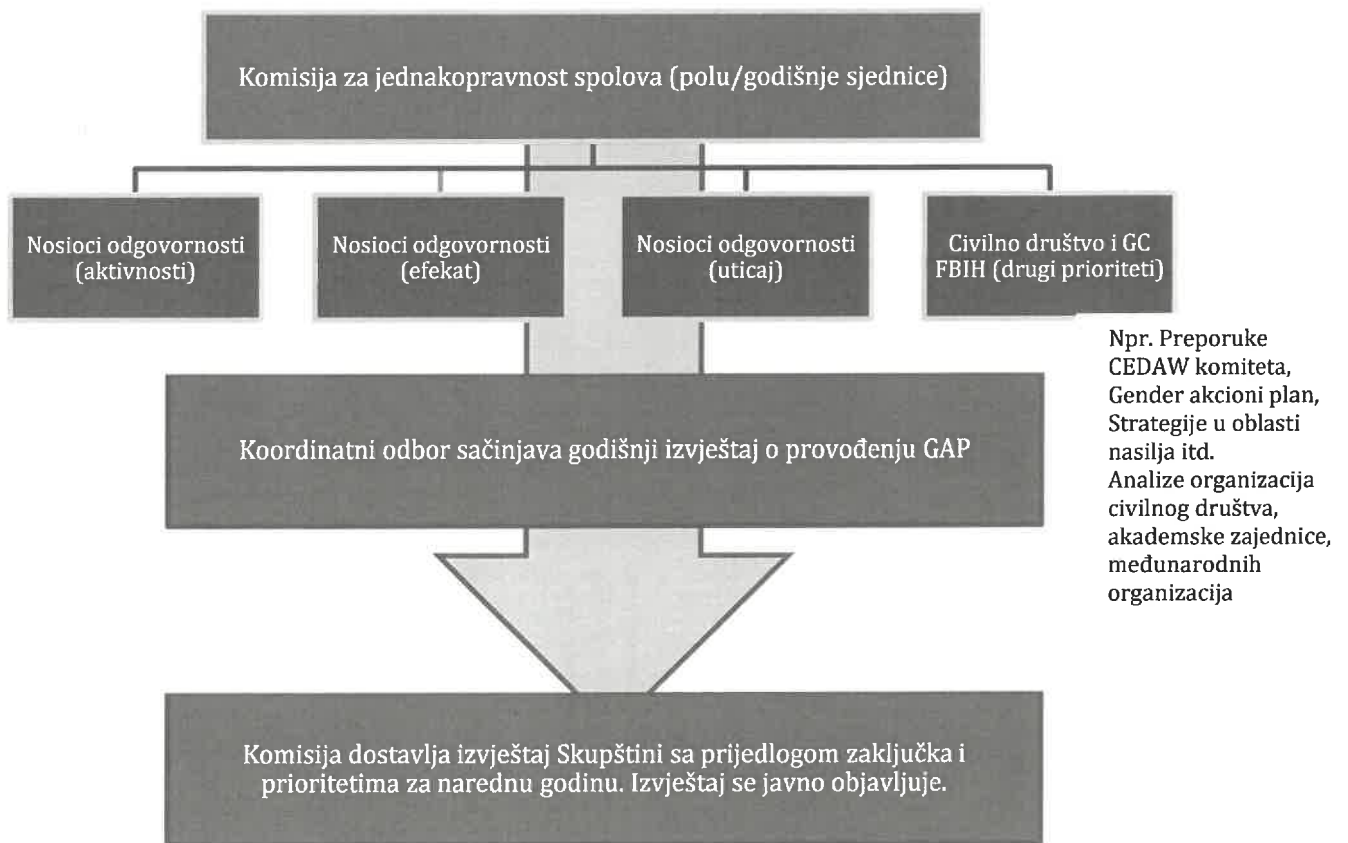 Komisija za jednakopravnost spolova (polu/godišnje sjednice)
Nosioci odgovornosti
(aktivnosti)
Nosioci odgovornosti
(efekat)
Nosioci odgovornosti
(uticaj)
Civilno društvo i GC
FBIH (drugi prioriteti)
Npr. Preporuke
CEDAW komiteta,
Gender akcioni plan,
Strategije u oblasti
nasilja itd.
Analize organizacija
civilnog društva,
akademske zajednice,
međunarodnih
organizacija
Koordinatni odbor sačinjava godišnji izvještaj o provođenju GAP
Komisija dostavlja izvještaj Skupštini sa prijedlogom zaključka i
prioritetima za narednu godinu. Izvještaj se javno objavljuje.